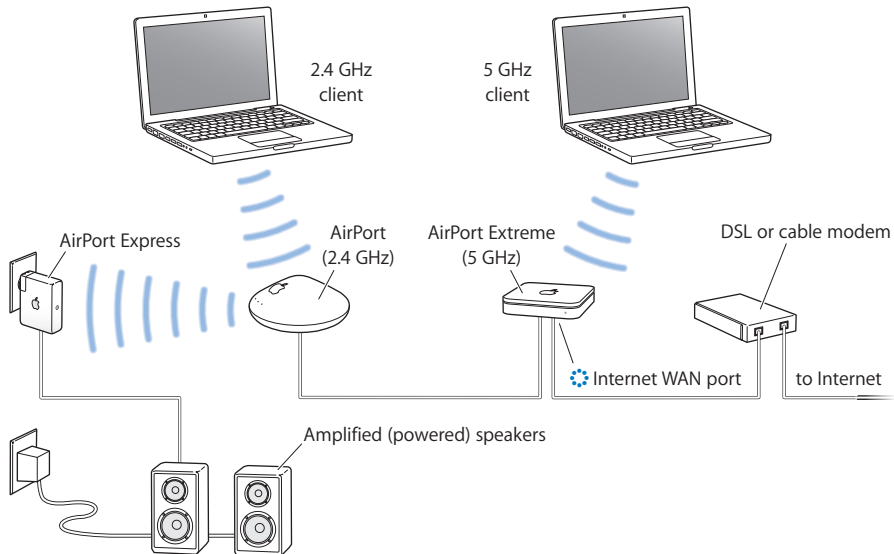 2.4 GHz
client
5 GHz
client
AirPort Express
AirPort
(2.4 GHz)
AirPort Extreme
(5 GHz)
DSL or cable modem
Internet WAN port
to Internet
Amplified (powered) speakers